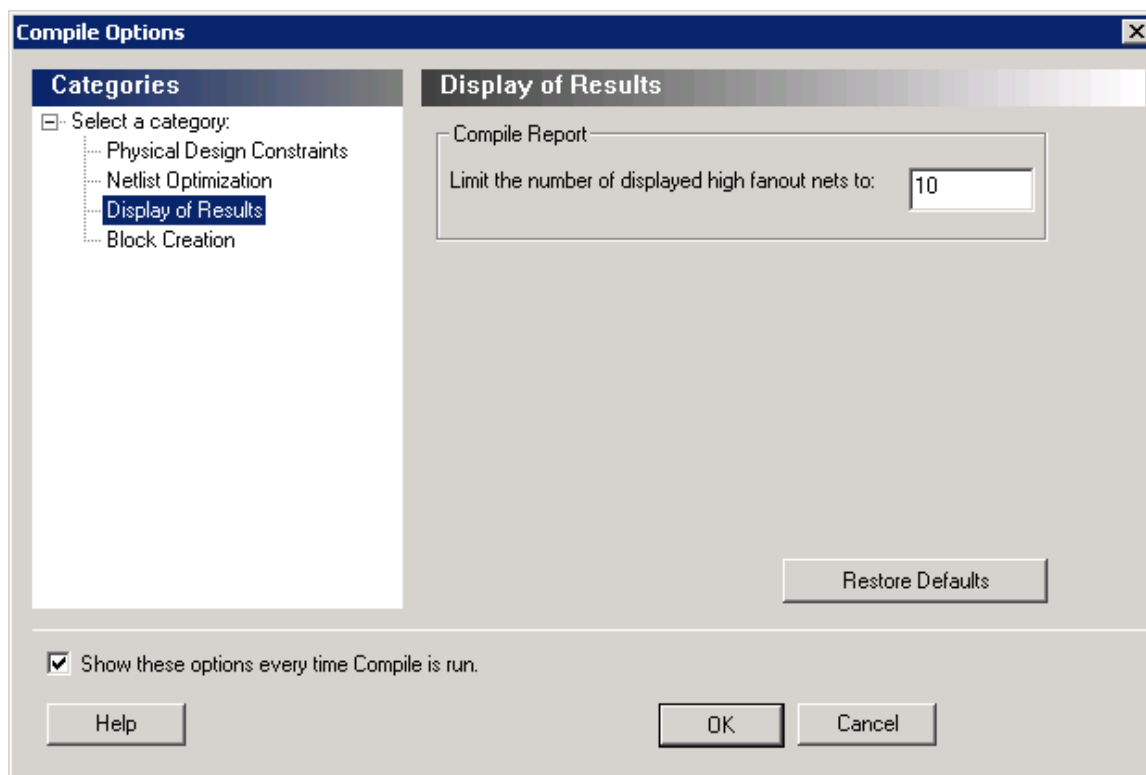 Compile Options
Categories
Select a category:
Physical Design Constraints
Netlist Optimization
Display of Results
Block Creation
Display of Results
Compile Report
Limit the number of displayed high fanout nets to:
10
Restore Defaults
Show these options every time Compile is run.
Help
OK
Cancel